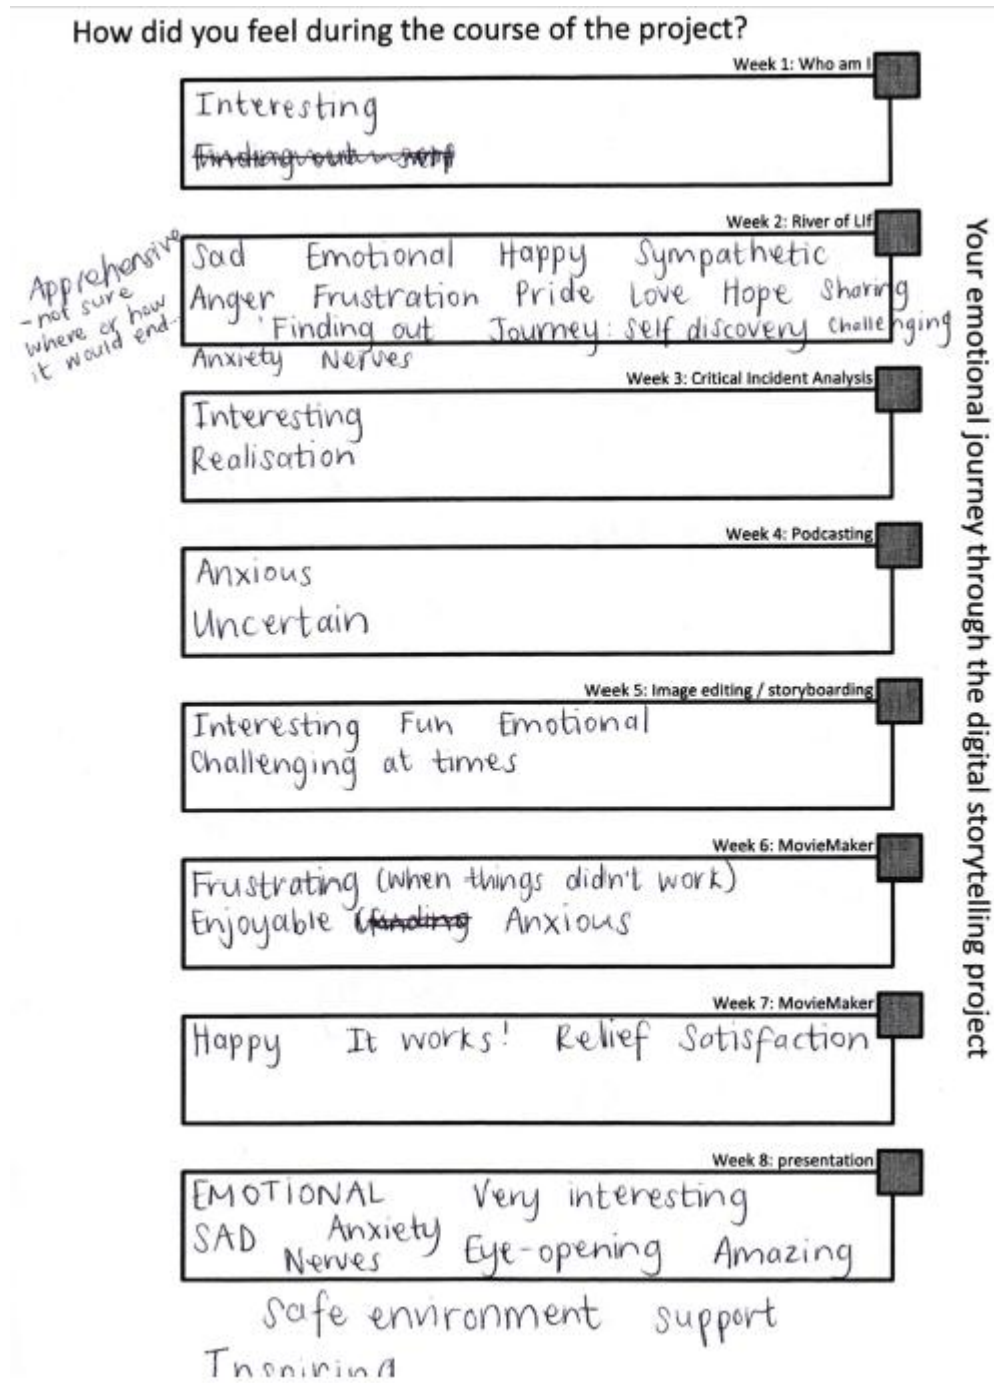 How did you feel during the course of the project?
Week 1: Who am I
Interesting
Week 2: River of LIf
Apprehensive
- not sure
where or how
it would end...
Sad Emotional Happy Sympathetic
Anger Frustration Pride Love Hope Sharing
Finding out Journey: self discovery Challenging
Anxiety Nerves
Week 3: Critical Incident Analysis
Interesting
Realisation
Week 4: Podcasting
Anxious
Uncertain
Week 5: Image editing / storyboarding
Interesting Fun Emotional
Challenging at times
Week 6: MovieMaker
Frustrating (when things didn't work)
Enjoyable (finding Anxious
Week 7: MovieMaker
Happy It works! Relief Satisfaction
Week 8: presentation
EMOTIONAL Very interesting
SAD Anxiety
Nerves Eye-opening Amazing
Safe environment support
Inspiring
Your emotional journey through the digital storytelling project